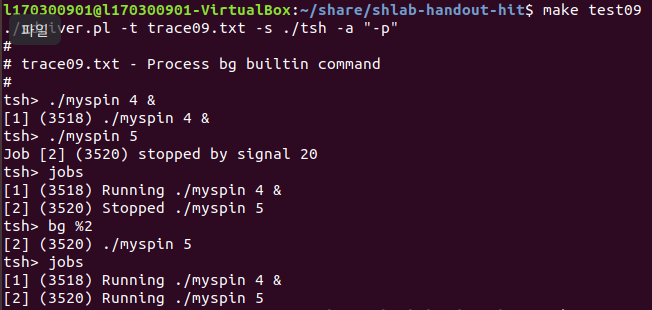 l170300901@l170300901-VirtualBox:~/share/shlab-handout-hit$ make test09
파일
./sdriver.pl -t trace09.txt -s ./tsh -a "-p"
#
# trace09.txt - Process bg builtin command
#
tsh> ./myspin 4 &
[1] (3518) ./myspin 4 &
tsh> ./myspin 5
Job [2] (3520) stopped by signal 20
tsh> jobs
[1] (3518) Running ./myspin 4 &
[2] (3520) Stopped ./myspin 5
tsh> bg %2
[2] (3520) ./myspin 5
tsh> jobs
[1] (3518) Running ./myspin 4 &
[2] (3520) Running ./myspin 5